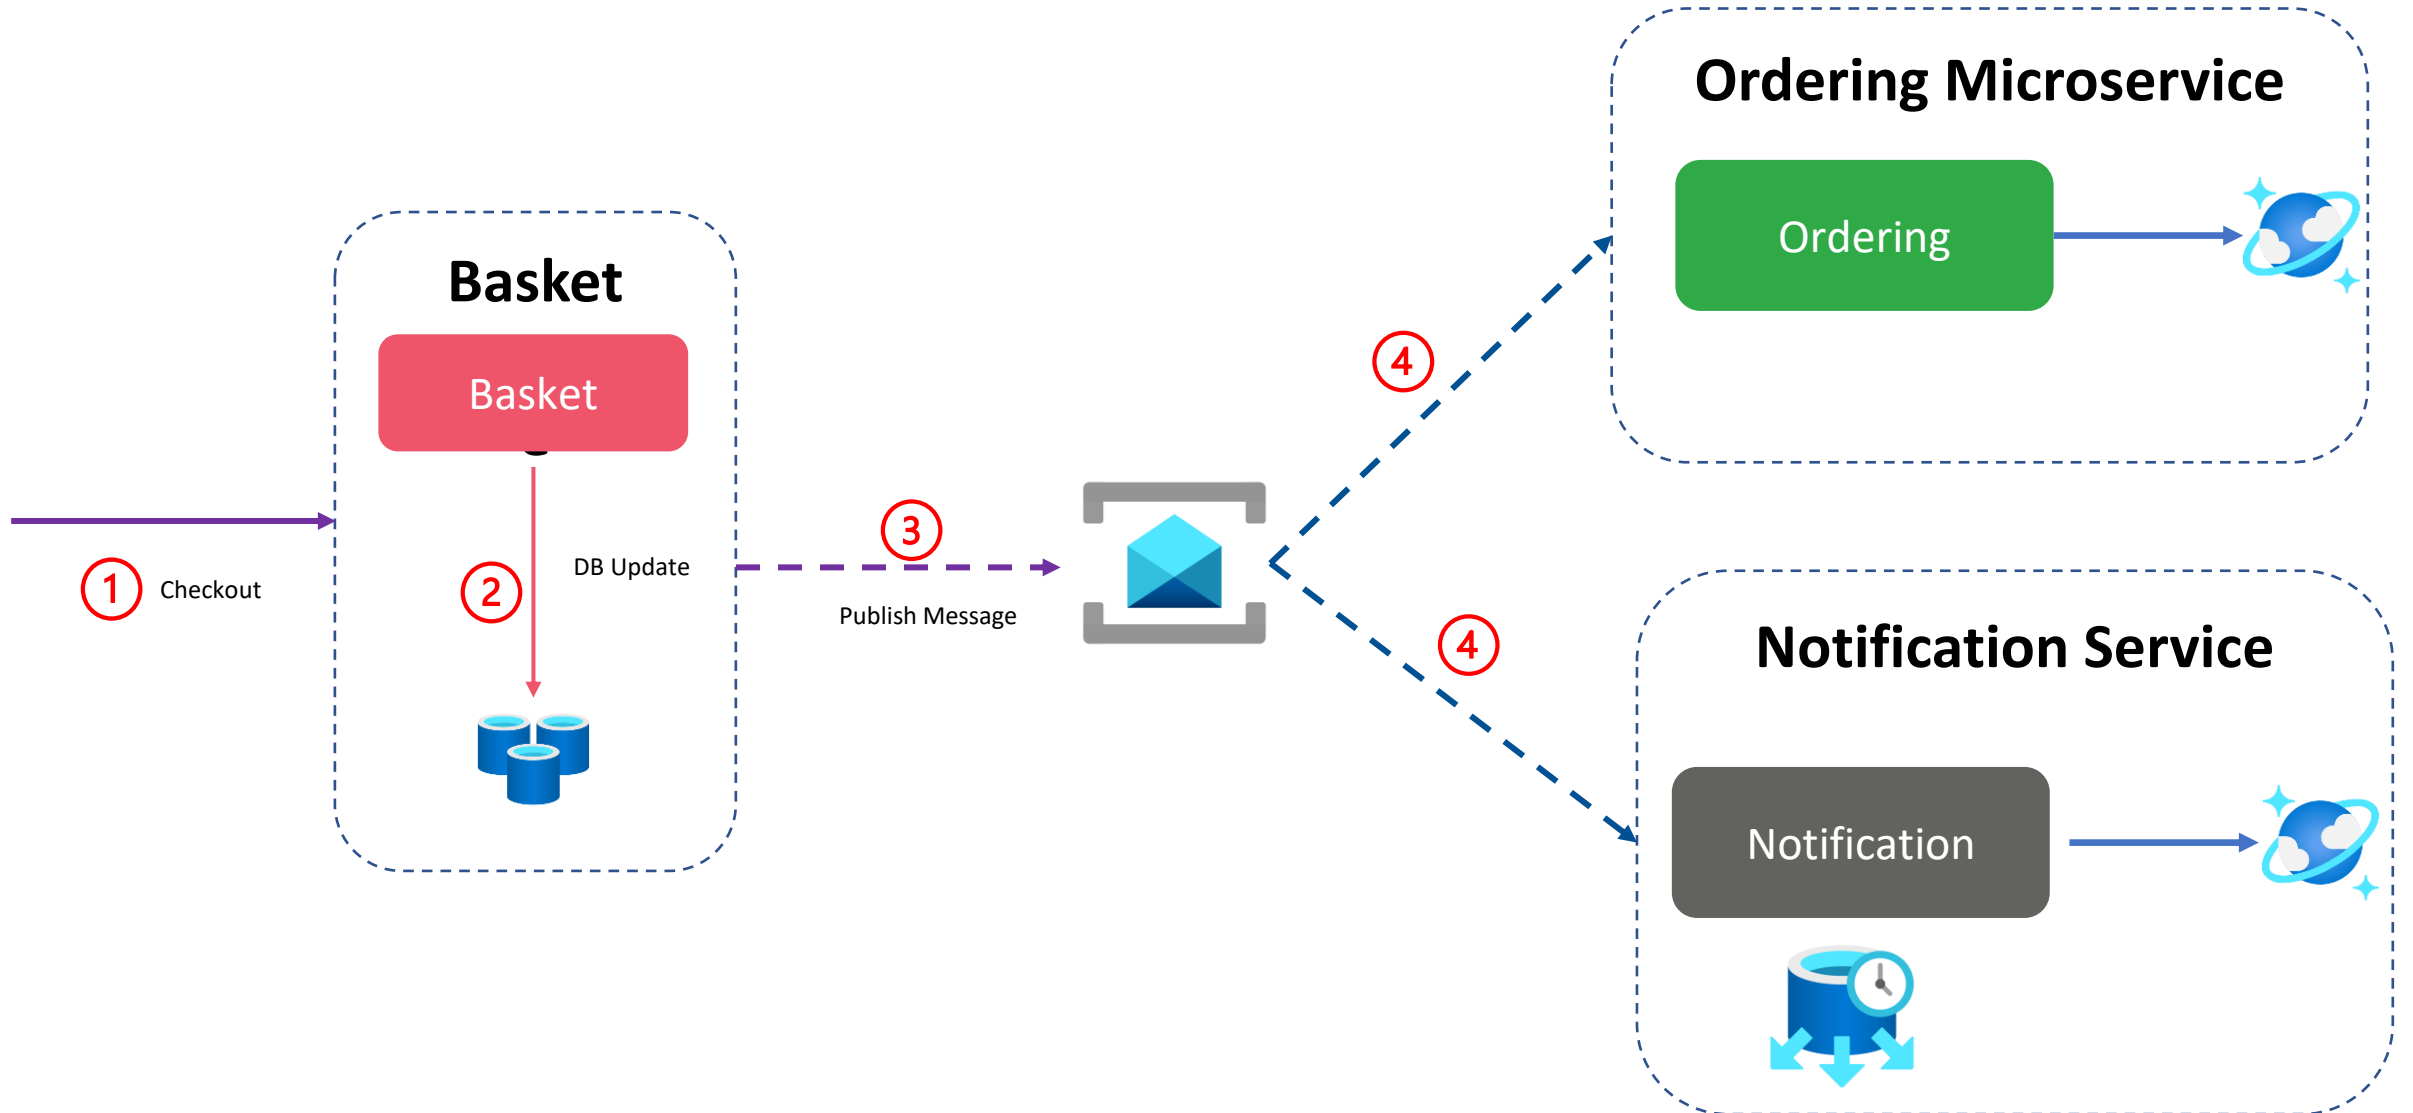 Ordering Microservice
Ordering
Basket
Basket
4
3
1
Checkout
2
DB Update
Publish Message
4
Notification Service
Notification